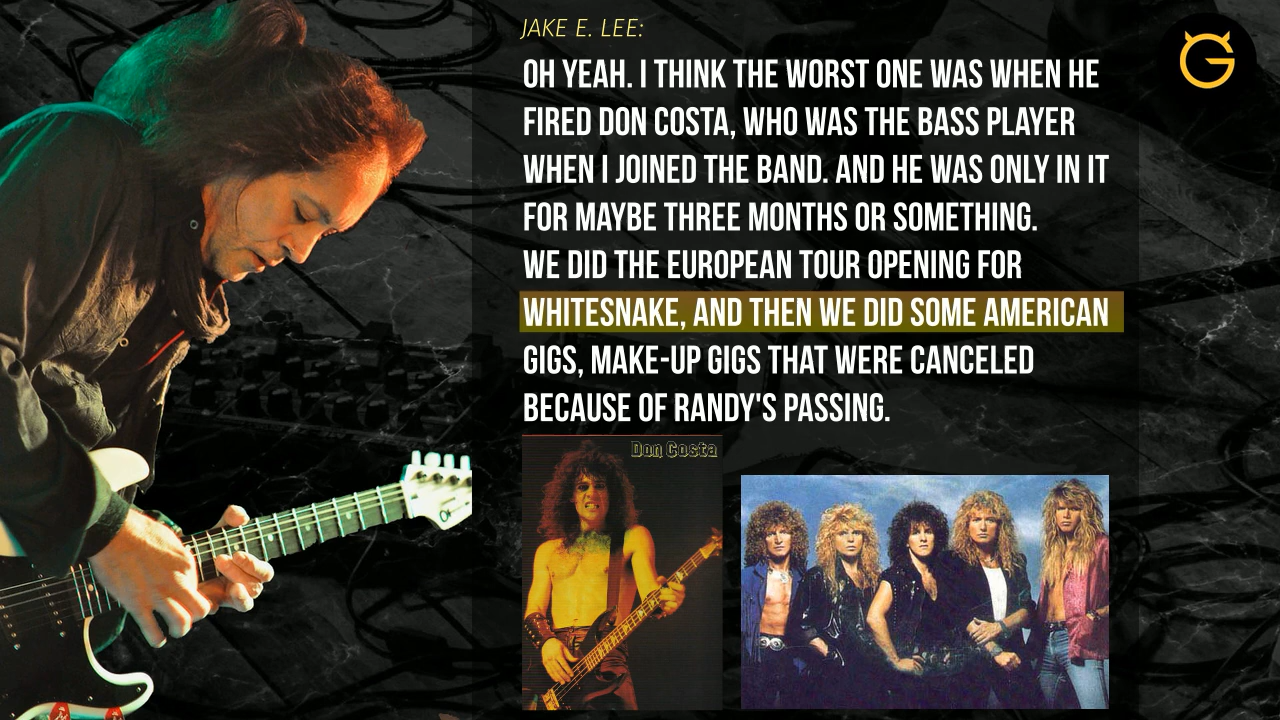 JAKE E. LEE:
OH YEAH. I THINK THE WORST ONE WAS WHEN HE
FIRED DON COSTA, WHO WAS THE BASS PLAYER
WHEN I JOINED THE BAND. AND HE WAS ONLY IN IT
FOR MAYBE THREE MONTHS OR SOMETHING.
WE DID THE EUROPEAN TOUR OPENING FOR
WHITESNAKE, AND THEN WE DID SOME AMERICAN
GIGS, MAKE-UP GIGS THAT WERE CANCELED
BECAUSE OF RANDY'S PASSING.
Don Costa
G